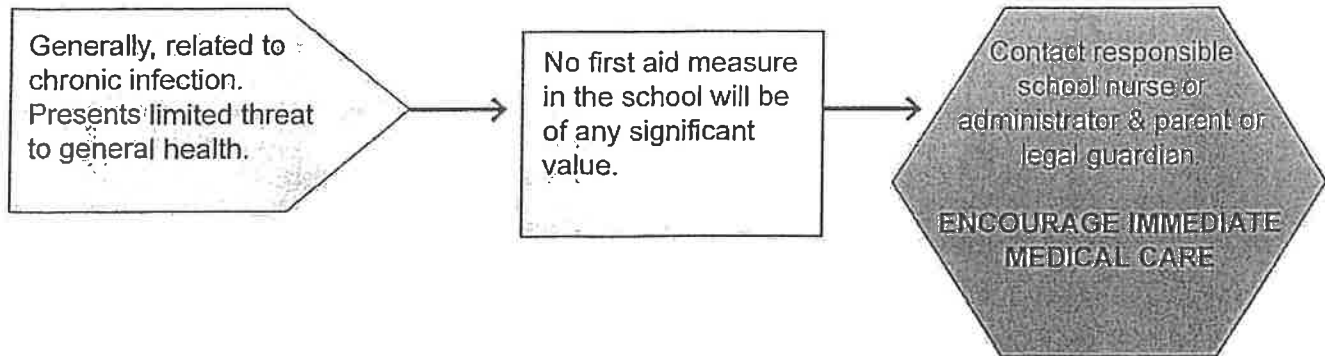 Generally, related to
chronic infection.
Presents limited threat
to general health.
No first aid measure
in the school will be
of any significant
value.
Contact responsible
school nurse or
administrator & parent or
legal guardian.
ENCOURAGE IMMEDIATE
MEDICAL CARE